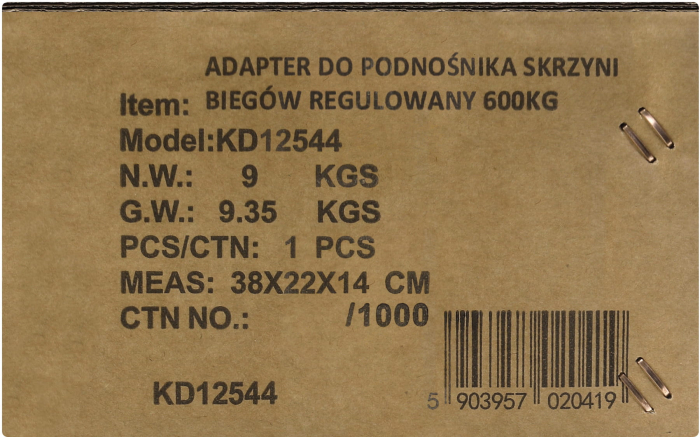 ADAPTER DO PODNOŚNIKA SKRZYNI
Item: BIEGÓW REGULOWANY 600KG
Model:KD12544
N.W.: 9 KGS
G.W.: 9.35 KGS
PCS/CTN: 1 PCS
MEAS: 38X22X14 CM
CTN NO.: /1000
KD12544
5 903957 020419